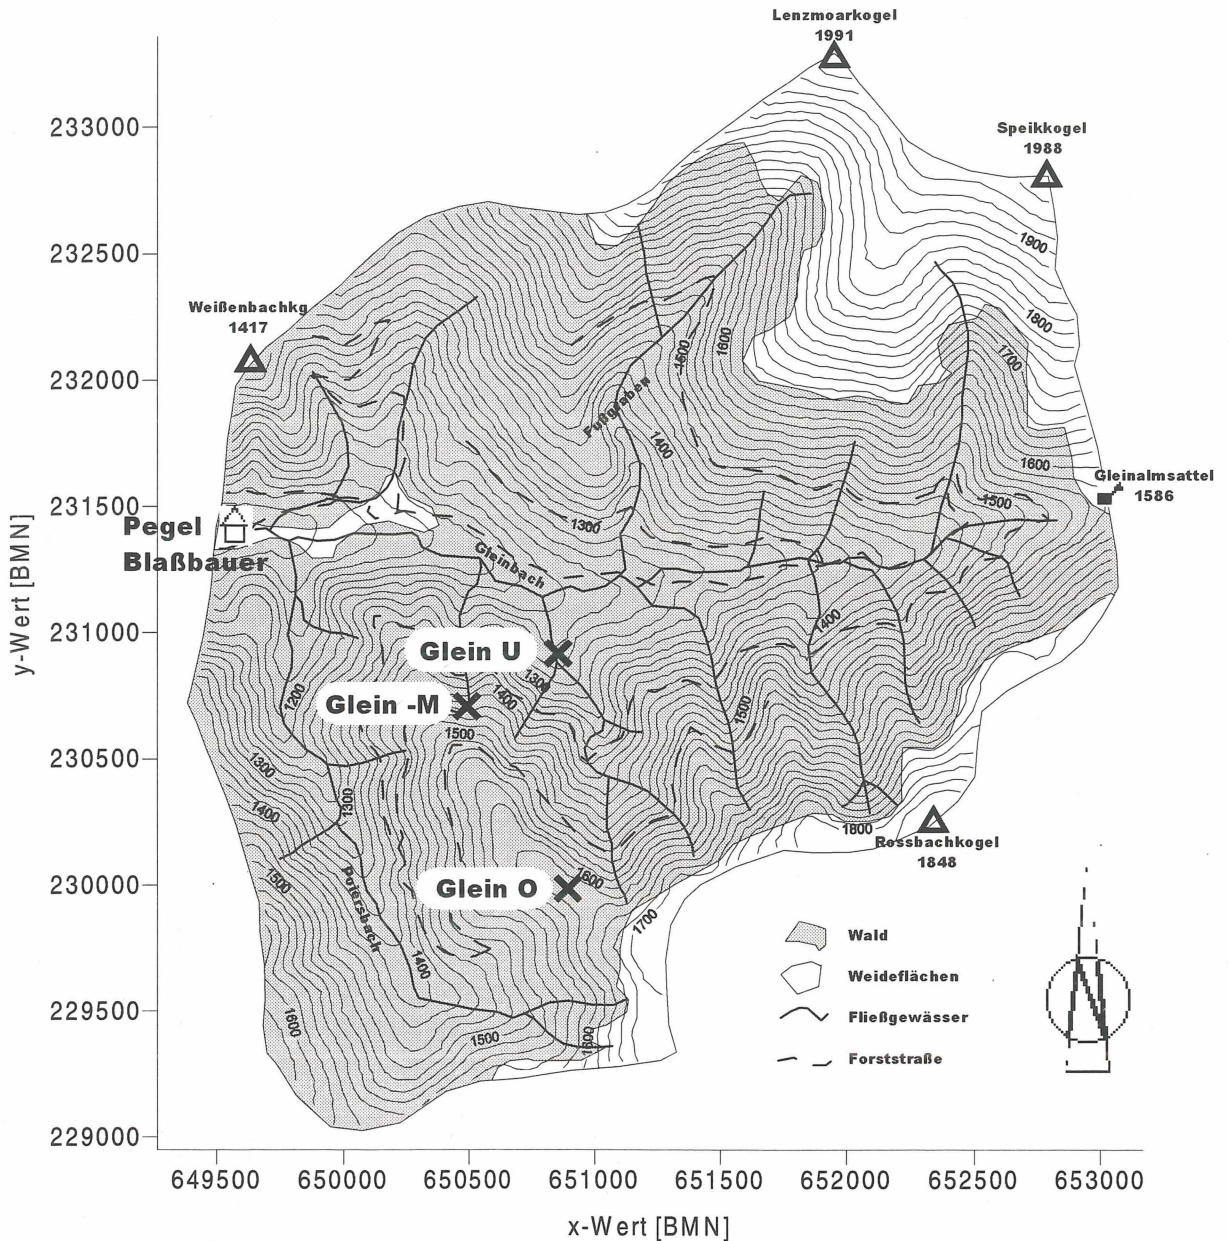 Lenzmoarkogel
1991
233000
Speikkogel
1988
232500
1900
Weißenbachkg
1417
1800
1500
1600
1700
232000
Fußgraben
1400
1600
Gleinalmsattel
1586
1500
231500
Pegel
Blaßbauer
1300
Gleinbach
y-Wert [BMN]
1400
231000
Glein U
1300
1200
Glein -M
1400
1500
1500
230500
1300
1300
1400
1800
Rossbachkogel
1848
1500
1600
Glein O
230000
1700
Poiersbach
Wald
1400
Weideflächen
229500
1600
1500
1600
Fließgewässer
N
Forststraße
229000
649500 650000 650500 651000 651500 652000 652500 653000
x-Wert [BMN]